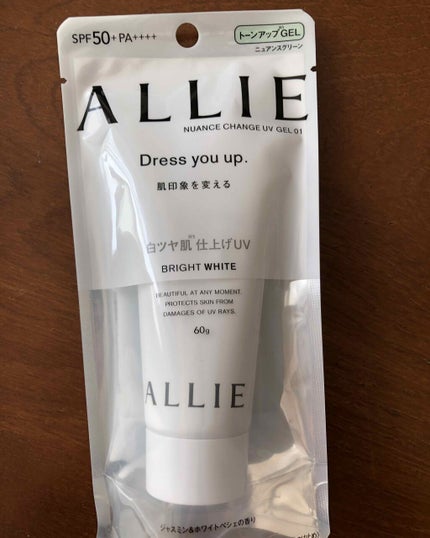 SPF50+ PA++++
トーンアップGEL
ニュアンスグリーン
ALLIE
NUANCE CHANGE UV GEL 01
Dress you up.
肌印象を変える
白ツヤ肌 仕上げUV
BRIGHT WHITE
BEAUTIFUL AT ANY MOMENT.
PROTECTS SKIN FROM
DAMAGES OF UV RAYS.
60g
ALLIE
ジャスミン&ホワイトペシェの香り